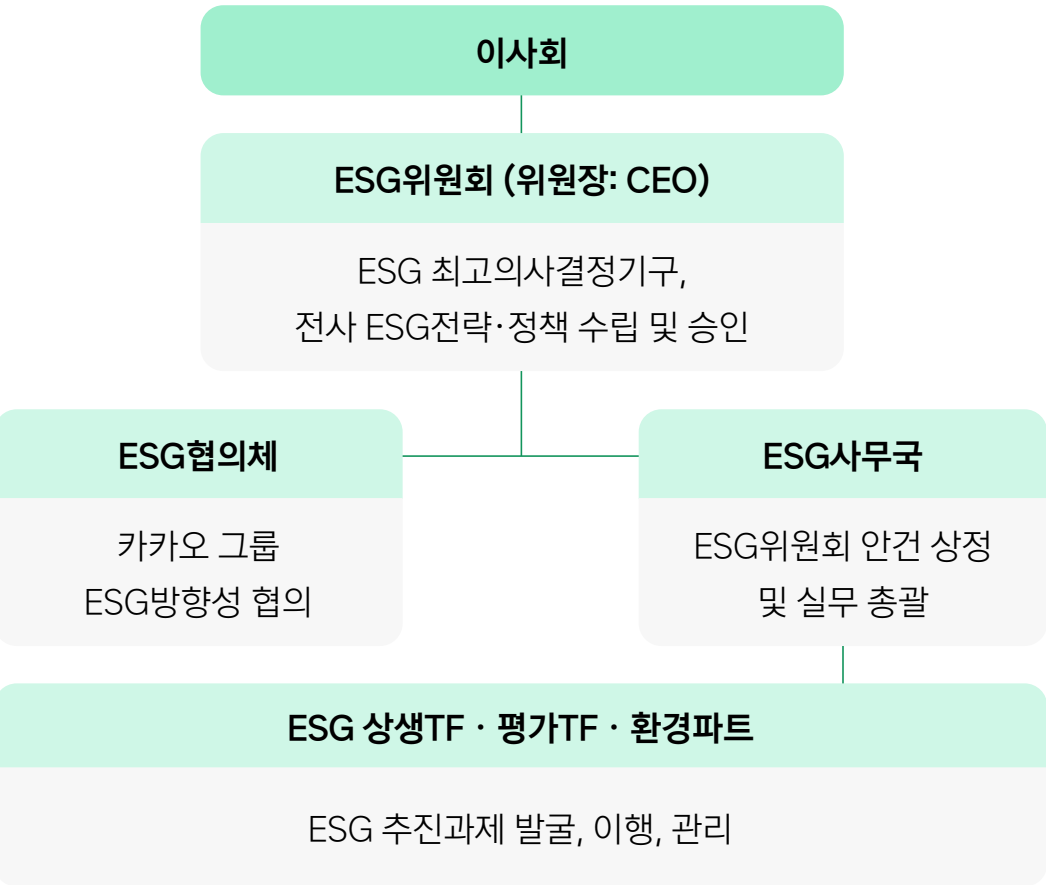 이사회
ESG위원회 (위원장: CEO)
ESG 최고의사결정기구,
전사 ESG전략·정책 수립 및 승인
ESG협의체
카카오 그룹
ESG방향성 협의
ESG사무국
ESG위원회 안건 상정
및 실무 총괄
ESG 상생TF · 평가TF · 환경파트
ESG 추진과제 발굴, 이행, 관리